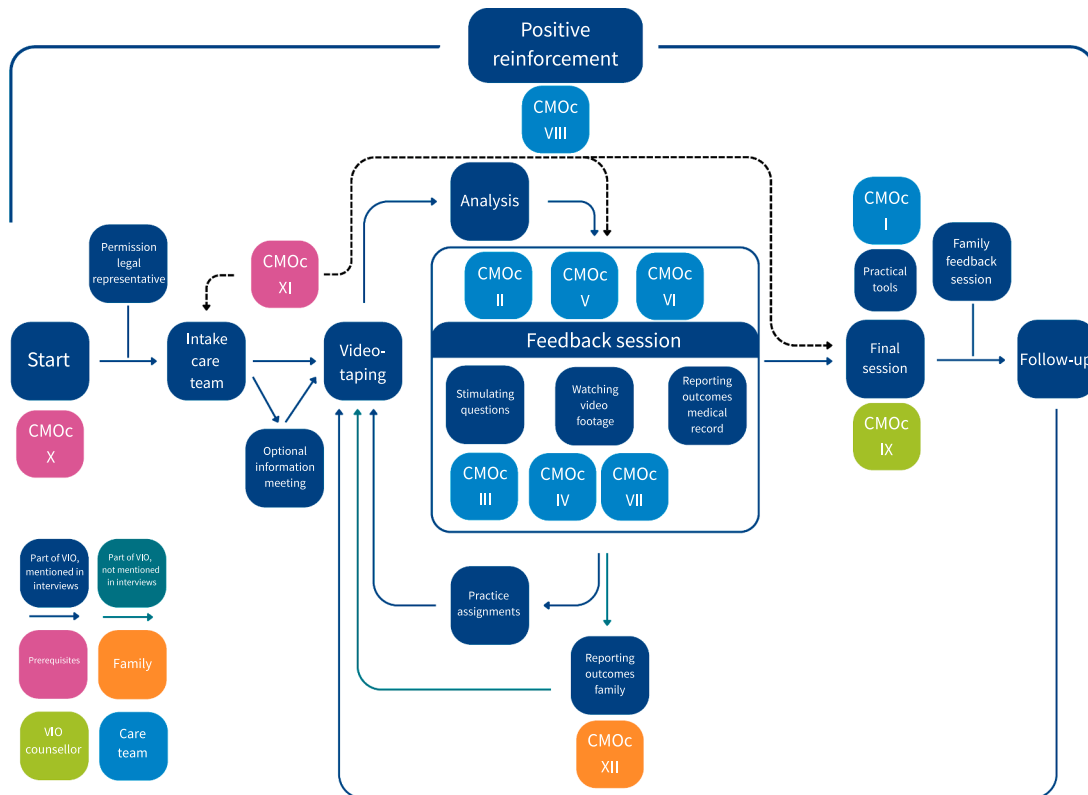 Positive
reinforcement
CMOc
VIII
Analysis
CMOc
I
Permission
legal
representative
Family
feedback
session
CMOc
XI
Practical
tools
CMOc
II
CMOc
V
CMOc
VI
Start
Intake
care
team
Video-
taping
Feedback session
Final
session
Follow-up
Stimulating
questions
Watching
video
footage
Reporting
outcomes
medical
record
CMOc
X
CMOc
IX
Optional
information
meeting
CMOc
III
CMOc
IV
CMOc
VII
Part of VIO,
mentioned in
interviews
Part of VIO,
not mentioned
in interviews
Practice
assignments
Prerequisites
Family
Reporting
outcomes
family
VIO
counsellor
Care
team
CMOc
XII